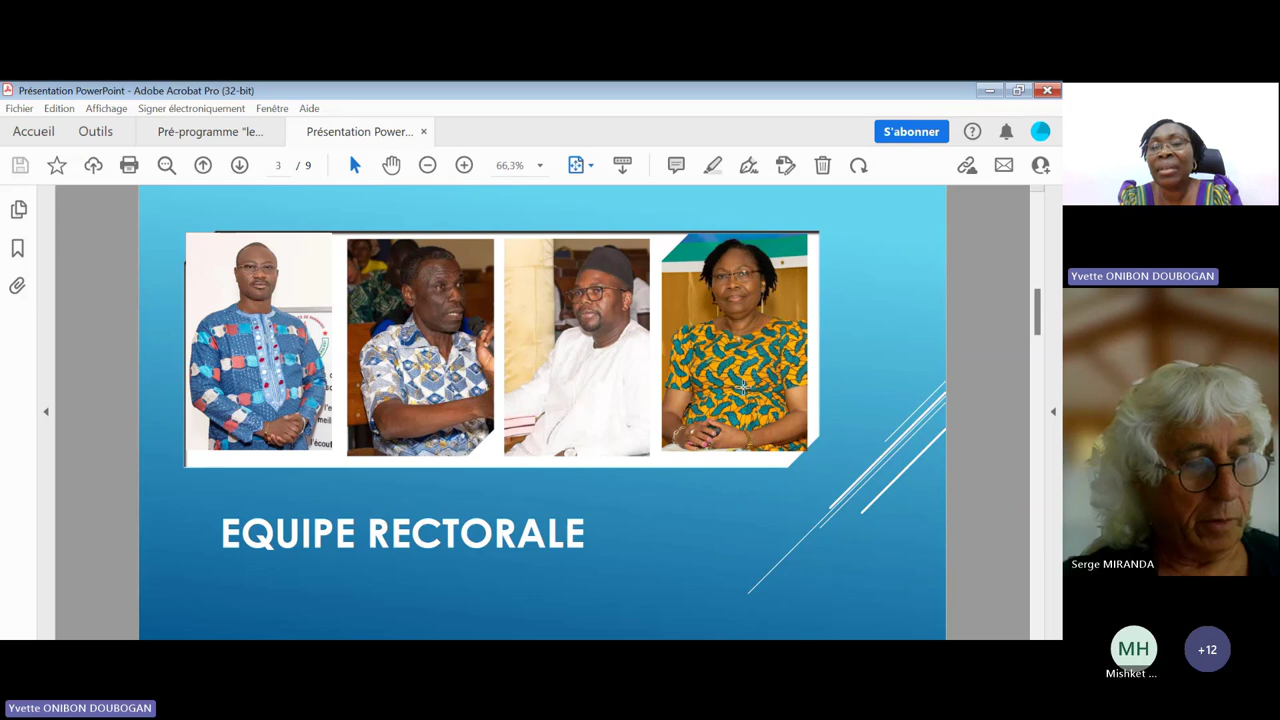 Présentation PowerPoint - Adobe Acrobat Pro (32-bit)
Fichier Edition Affichage Signer électroniquement Fenêtre Aide
Accueil Outils Pré-programme "le... Présentation Power... × S'abonner
3 / 9 66,3%
l'écout
EQUIPE RECTORALE
Yvette ONIBON DOUBOGAN
Serge MIRANDA
MH
+12
Mishket ...
Yvette ONIBON DOUBOGAN